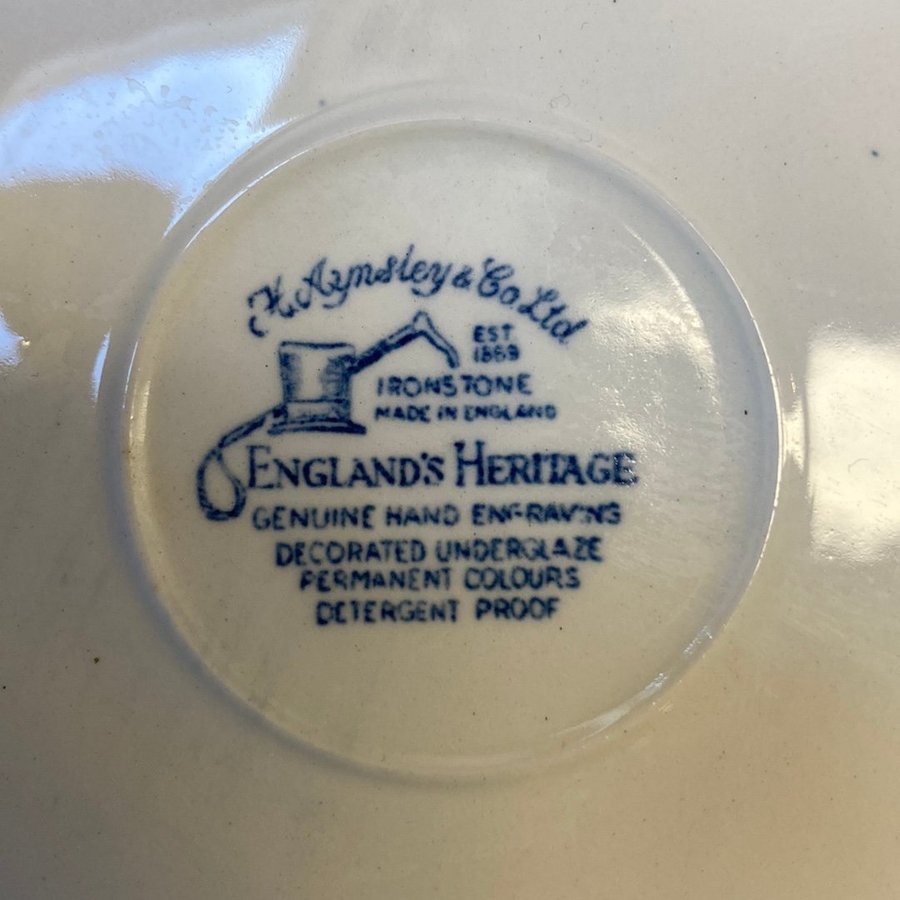 H. Aynsley & Co. Ltd.
EST
1869
IRONSTONE
MADE IN ENGLAND
ENGLAND'S HERITAGE
GENUINE HAND ENGRAVING
DECORATED UNDERGLAZE
PERMANENT COLOURS
DETERGENT PROOF